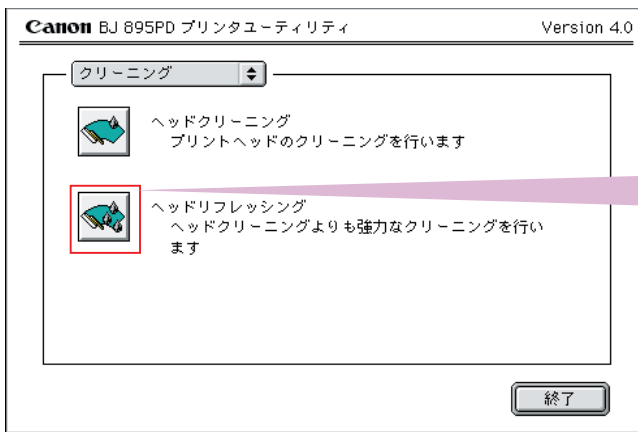 Canon BJ 895PD プリンタユーティリティ Version 4.0
クリーニング
ヘッドクリーニング
プリントヘッドのクリーニングを行います
ヘッドリフレッシング
ヘッドクリーニングよりも強力なクリーニングを行い
ます
終了